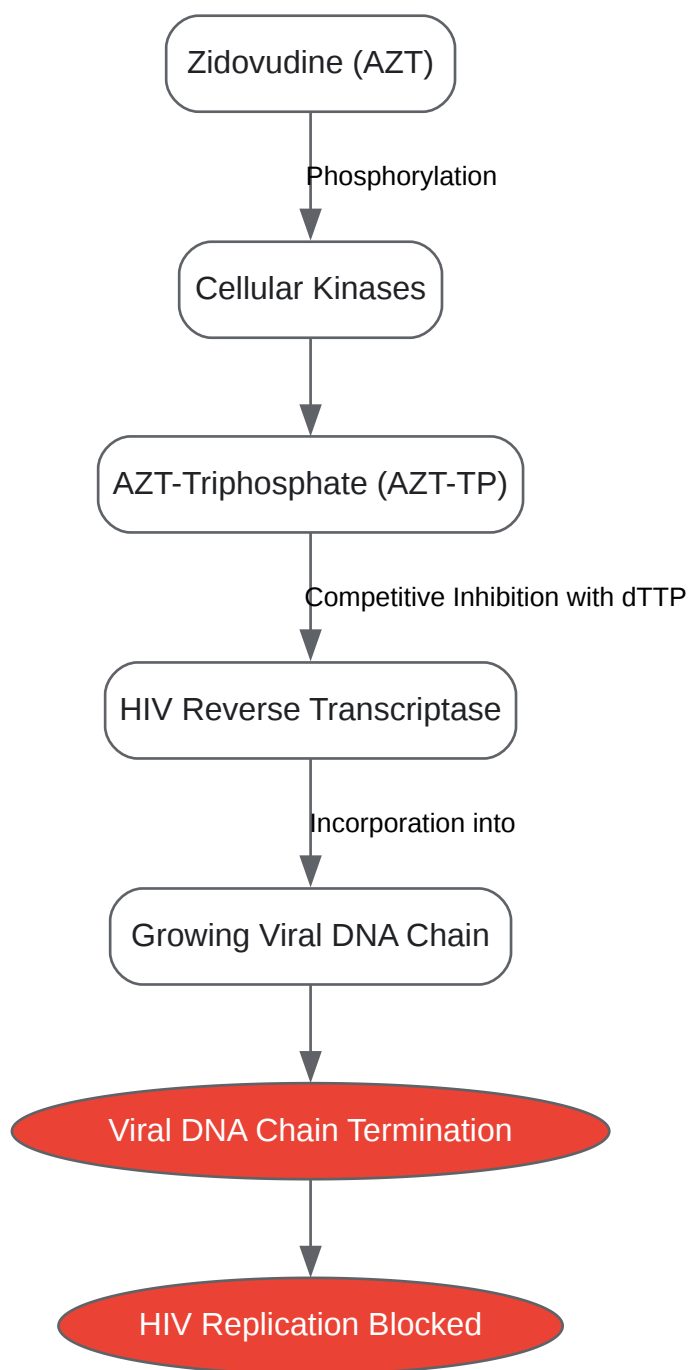 Zidovudine (AZT)
Phosphorylation
Cellular Kinases
AZT-Triphosphate (AZT-TP)
Competitive Inhibition with dTTP
HIV Reverse Transcriptase
Incorporation into
Growing Viral DNA Chain
Viral DNA Chain Termination
HIV Replication Blocked